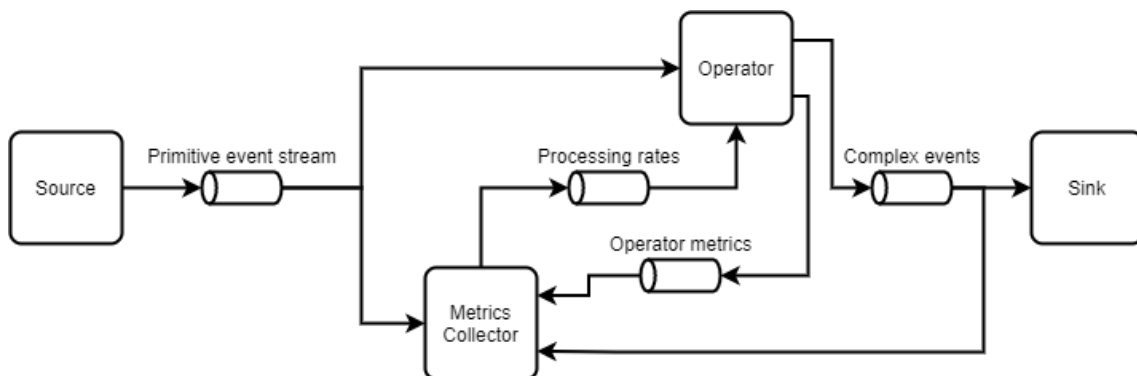 Operator
Primitive event stream
Processing rates
Complex events
Source
Sink
Operator metrics
Metrics
Collector